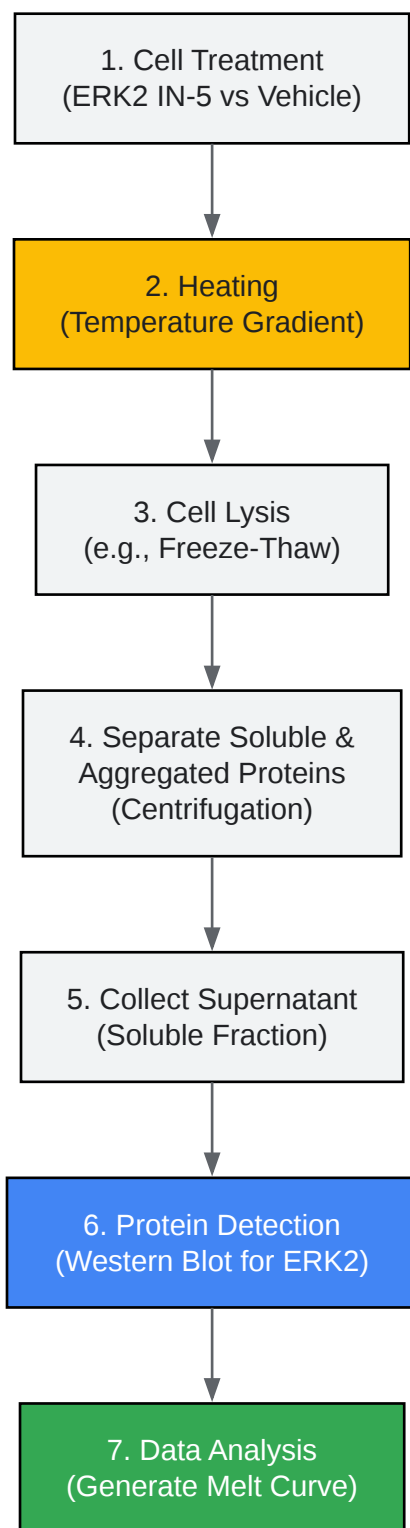 1. Cell Treatment
(ERK2 IN-5 vs Vehicle)
2. Heating
(Temperature Gradient)
3. Cell Lysis
(e.g., Freeze-Thaw)
4. Separate Soluble &
Aggregated Proteins
(Centrifugation)
5. Collect Supernatant
(Soluble Fraction)
6. Protein Detection
(Western Blot for ERK2)
7. Data Analysis
(Generate Melt Curve)